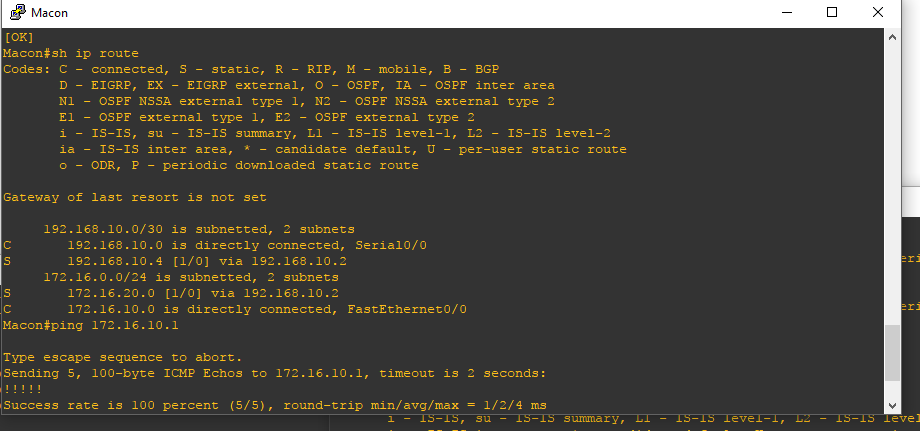 Macon
[OK]
Macon#sh ip route
Codes: C - connected, S - static, R - RIP, M - mobile, B - BGP
D - EIGRP, EX - EIGRP external, O - OSPF, IA - OSPF inter area
N1 - OSPF NSSA external type 1, N2 - OSPF NSSA external type 2
E1 - OSPF external type 1, E2 - OSPF external type 2
i - IS-IS, su - IS-IS summary, L1 - IS-IS level-1, L2 - IS-IS level-2
ia - IS-IS inter area, * - candidate default, U - per-user static route
o - ODR, P - periodic downloaded static route
Gateway of last resort is not set
192.168.10.0/30 is subnetted, 2 subnets
C 192.168.10.0 is directly connected, Serial0/0
S 192.168.10.4 [1/0] via 192.168.10.2
172.16.0.0/24 is subnetted, 2 subnets
S 172.16.20.0 [1/0] via 192.168.10.2
C 172.16.10.0 is directly connected, FastEthernet0/0
Macon#ping 172.16.10.1
Type escape sequence to abort.
Sending 5, 100-byte ICMP Echos to 172.16.10.1, timeout is 2 seconds:
!!!!!
Success rate is 100 percent (5/5), round-trip min/avg/max = 1/2/4 ms
eri
eri
i - IS-IS, su - IS-IS summary, L1 - IS-IS level-1, L2 - IS-IS level